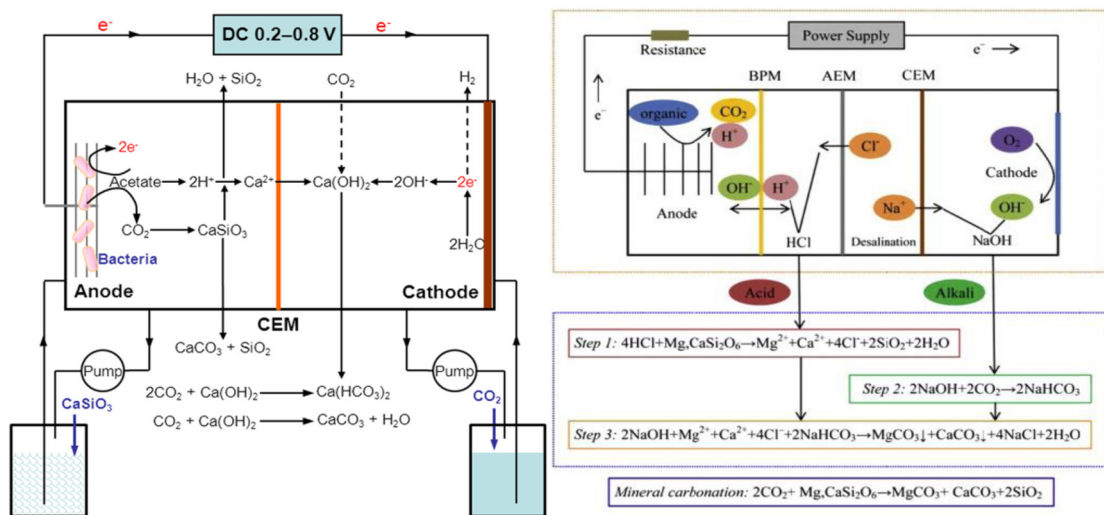 e⁻
DC 0.2–0.8 V
e⁻
H₂O + SiO₂
CO₂
H₂
2e⁻
Acetate
2H⁺
Ca²⁺
Ca(OH)₂
2OH⁻
2e⁻
CO₂
CaSiO₃
2H₂O
Bacteria
Anode
Cathode
CEM
CaCO₃ + SiO₂
Pump
Pump
2CO₂ + Ca(OH)₂
Ca(HCO₃)₂
CaSiO₃
CO₂
CO₂ + Ca(OH)₂
CaCO₃ + H₂O
Resistance
Power Supply
e⁻
BPM
AEM
CEM
e⁻
organic
CO₂
H⁺
Cl⁻
O₂
Cathode
Anode
OH⁻
H⁺
Na⁺
OH⁻
HCl
Desalination
NaOH
Acid
Alkali
Step 1: 4HCl+Mg,CaSi₂O₆→Mg²⁺+Ca²⁺+4Cl⁻+2SiO₂+2H₂O
Step 2: 2NaOH+2CO₂→2NaHCO₃
Step 3: 2NaOH+Mg²⁺+Ca²⁺+4Cl⁻+2NaHCO₃→MgCO₃↓+CaCO₃↓+4NaCl+2H₂O
Mineral carbonation: 2CO₂+ Mg,CaSi₂O₆→MgCO₃+ CaCO₃+2SiO₂